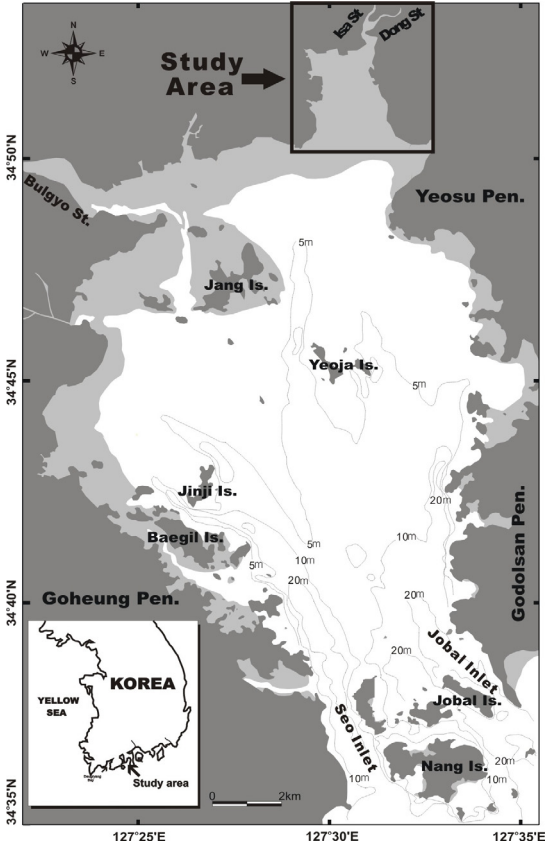 N
W
E
S
Isa St
Dong St
Study
Area
34°50'N
Bulgyo St.
Yeosu Pen.
5m
Jang Is.
Yeoja Is.
34°45'N
5m
Jinji Is.
20m
Baegil Is.
10m
5m
5m
10m
20m
Goheung Pen.
Godolsan Pen.
34°40'N
20m
Jobal Inlet
20m
KOREA
YELLOW
SEA
Jobal Is.
Seo Inlet
Study area
Nang Is.
20m
10m
10m
0
2km
34°35'N
127°25'E
127°30'E
127°35'E